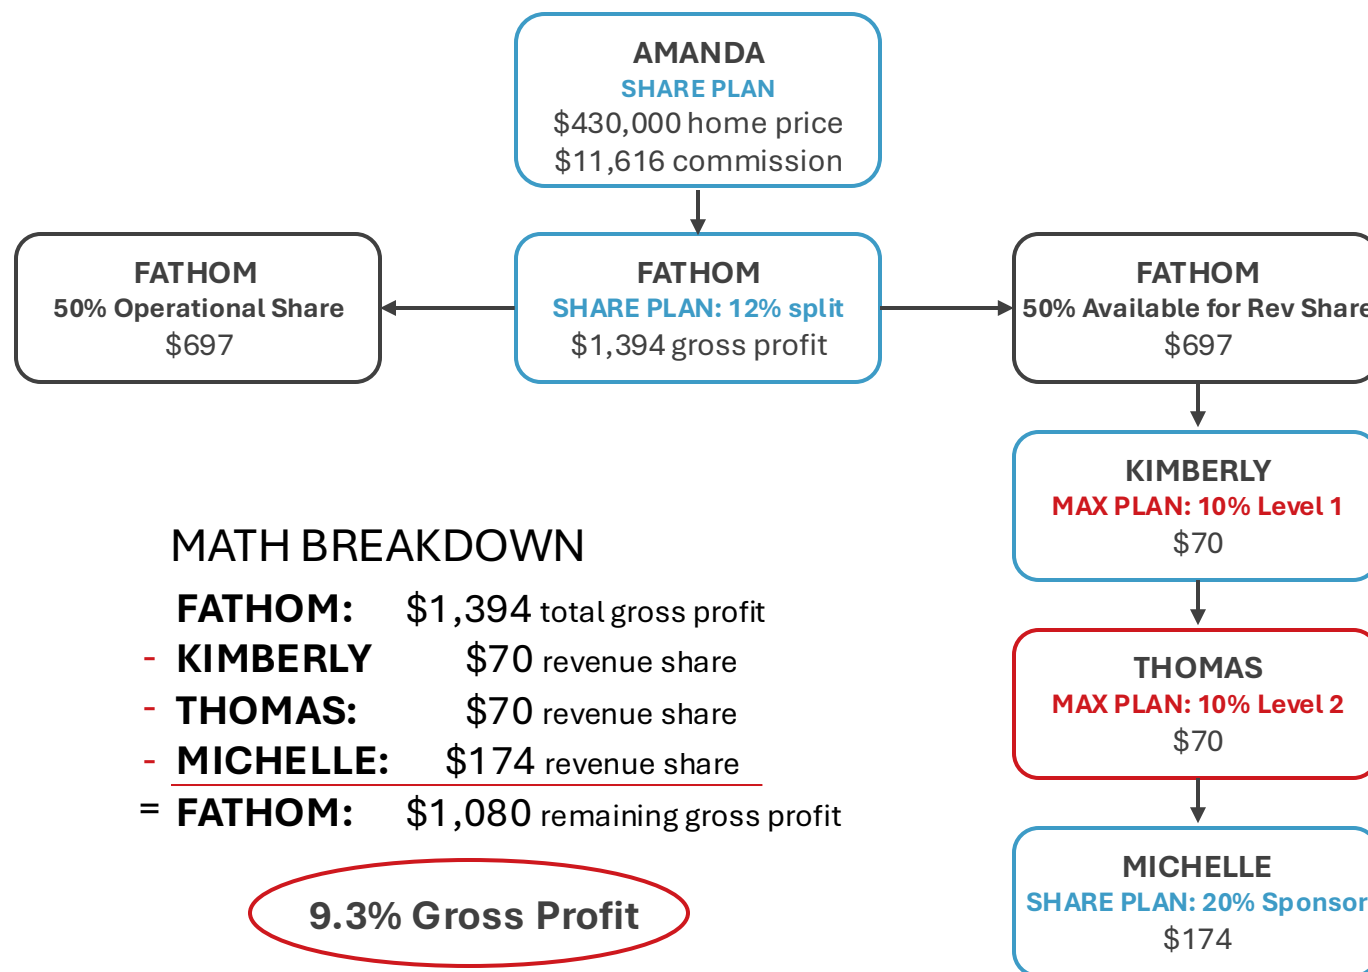 AMANDA
SHARE PLAN
$430,000 home price
$11,616 commission
FATHOM
50% Operational Share
$697
FATHOM
SHARE PLAN: 12% split
$1,394 gross profit
FATHOM
50% Available for Rev Share
$697
KIMBERLY
MAX PLAN: 10% Level 1
$70
THOMAS
MAX PLAN: 10% Level 2
$70
MICHELLE
SHARE PLAN: 20% Sponsor
$174
MATH BREAKDOWN
FATHOM: $1,394 total gross profit
- KIMBERLY $70 revenue share
- THOMAS: $70 revenue share
- MICHELLE: $174 revenue share
= FATHOM: $1,080 remaining gross profit
9.3% Gross Profit